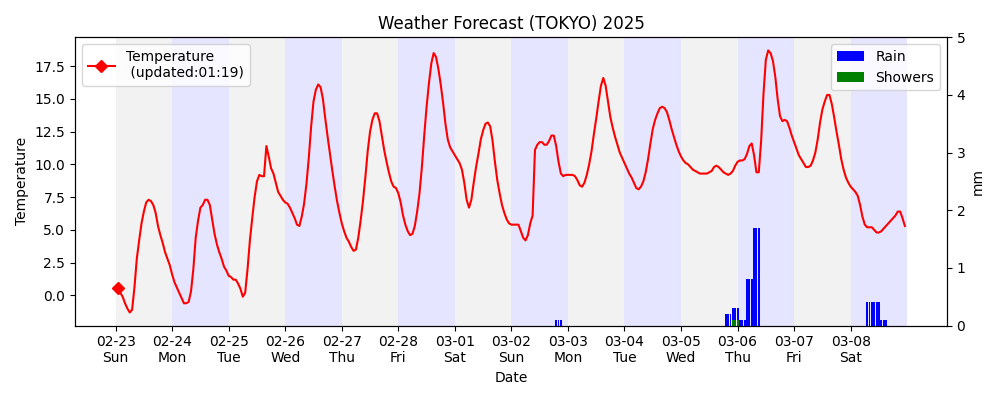 Weather Forecast (TOKYO) 2025
Temperature
(updated:01:19)
Rain
Showers
Temperature
17.5
15.0
12.5
10.0
7.5
5.0
2.5
0.0
5
4
3
2
1
0
mm
02-23 02-24 02-25 02-26 02-27 02-28 03-01 03-02 03-03 03-04 03-05 03-06 03-07 03-08
Sun Mon Tue Wed Thu Fri Sat Sun Mon Tue Wed Thu Fri Sat
Date